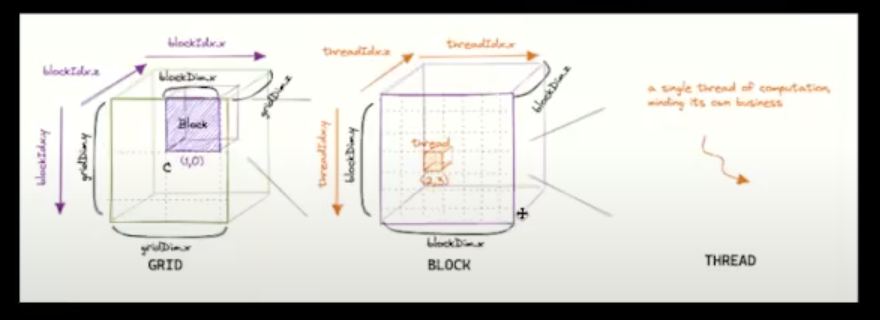 blockIdx.x
blockIdx.z
blockDim.x
gridDim.z
Block
(1,0)
blockIdx.y
gridDim.y
gridDim.x
GRID
threadIdx.z
threadIdx.x
blockDim.z
thread
(2,3)
threadIdx.y
blockDim.y
blockDim.x
BLOCK
a single thread of computation,
minding its own business
THREAD